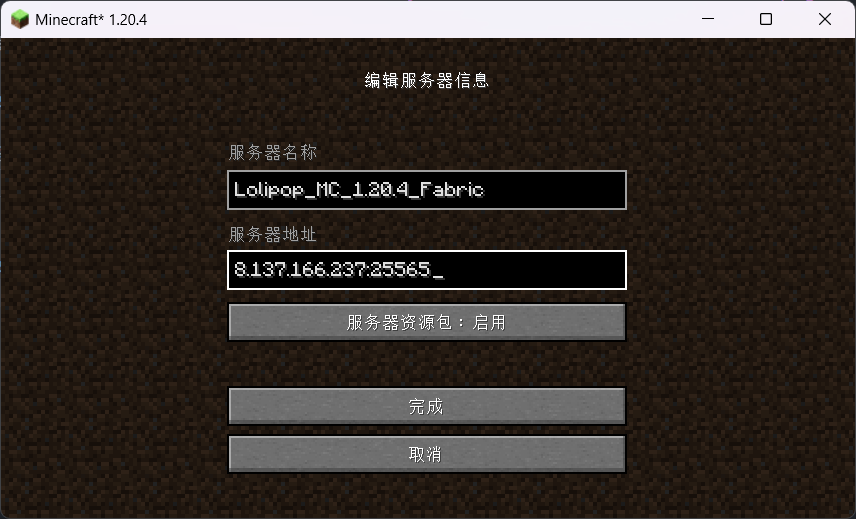 Minecraft* 1.20.4
编辑服务器信息
服务器名称
Lolipop_MC_1.20.4_Fabric
服务器地址
8.137.166.237:25565_
服务器资源包：启用
完成
取消